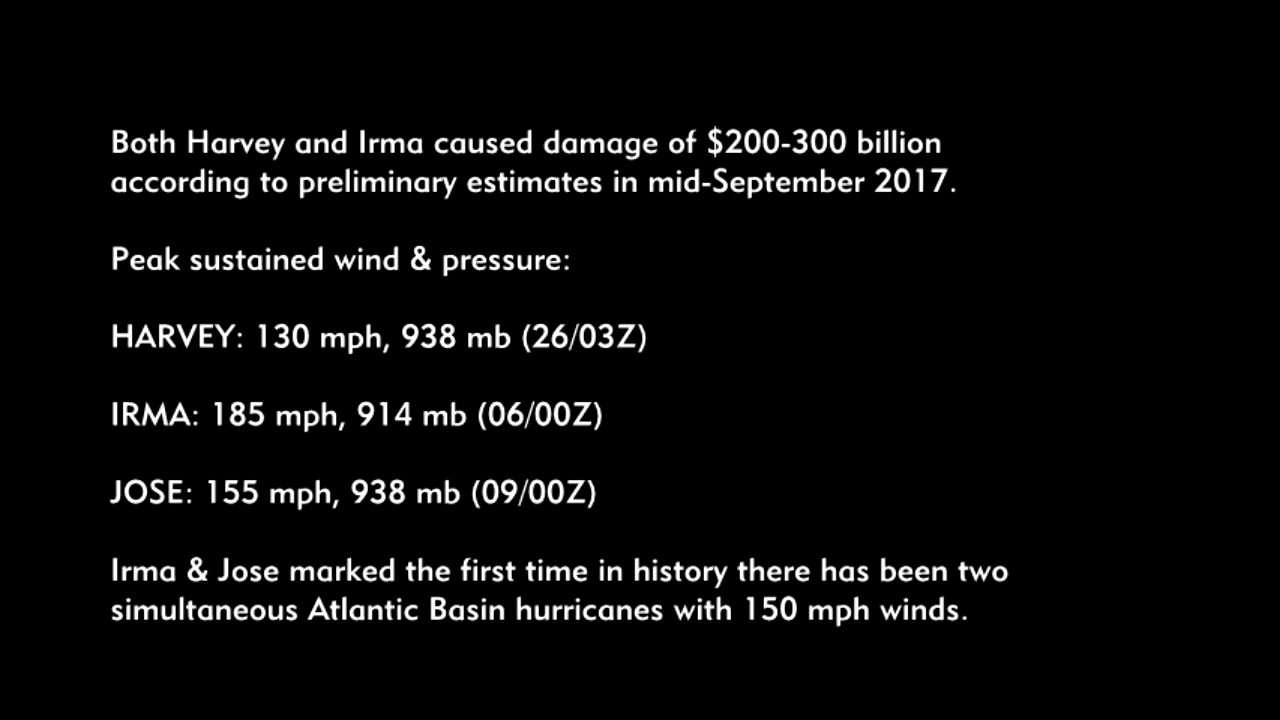 Both Harvey and Irma caused damage of $200-300 billion
according to preliminary estimates in mid-September 2017.
Peak sustained wind & pressure:
HARVEY: 130 mph, 938 mb (26/03Z)
IRMA: 185 mph, 914 mb (06/00Z)
JOSE: 155 mph, 938 mb (09/00Z)
Irma & Jose marked the first time in history there has been two
simultaneous Atlantic Basin hurricanes with 150 mph winds.